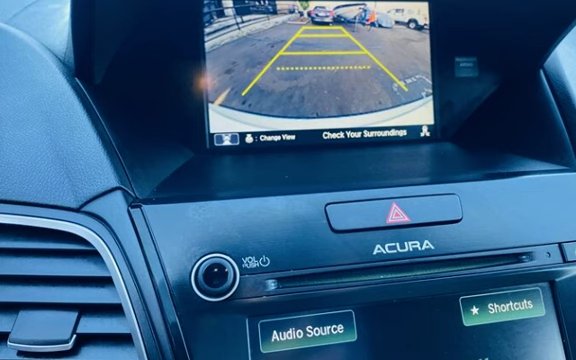 : Change View
Check Your Surroundings
ACURA
VOL
PUSH
Audio Source
Shortcuts